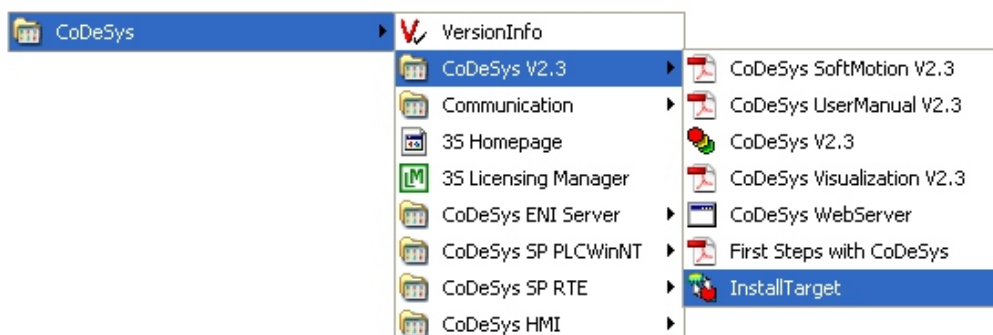 CoDeSys
VersionInfo
CoDeSys V2.3
Communication
3S Homepage
3S Licensing Manager
CoDeSys ENI Server
CoDeSys SP PLCWinNT
CoDeSys SP RTE
CoDeSys HMI
CoDeSys SoftMotion V2.3
CoDeSys UserManual V2.3
CoDeSys V2.3
CoDeSys Visualization V2.3
CoDeSys WebServer
First Steps with CoDeSys
InstallTarget